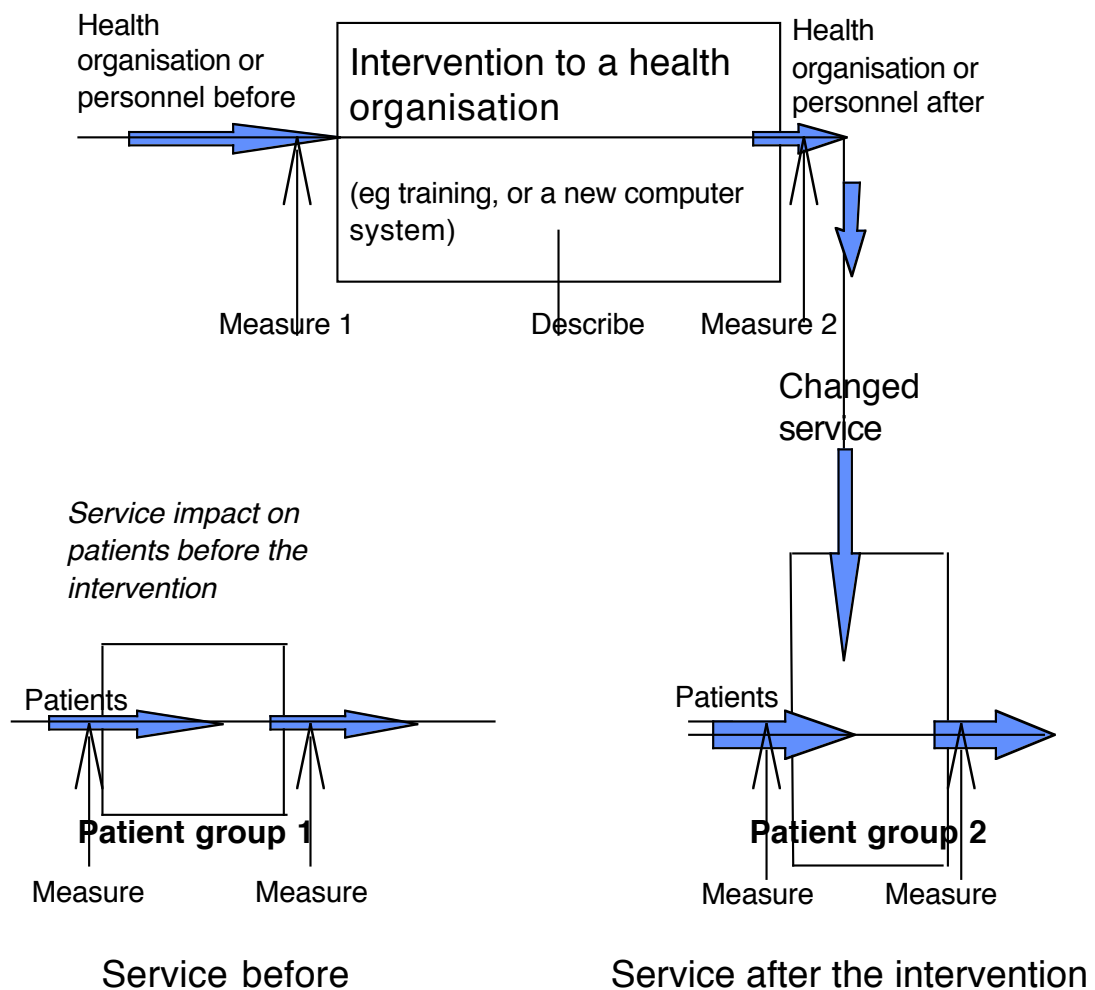 Health
organisation or
personnel before
Intervention to a health
organisation
(eg training, or a new computer
system)
Health
organisation or
personnel after
Measure 1
Describe
Measure 2
Changed
service
Service impact on
patients before the
intervention
Patients
Patient group 1
Measure
Measure
Service before
Patients
Patient group 2
Measure
Measure
Service after the intervention